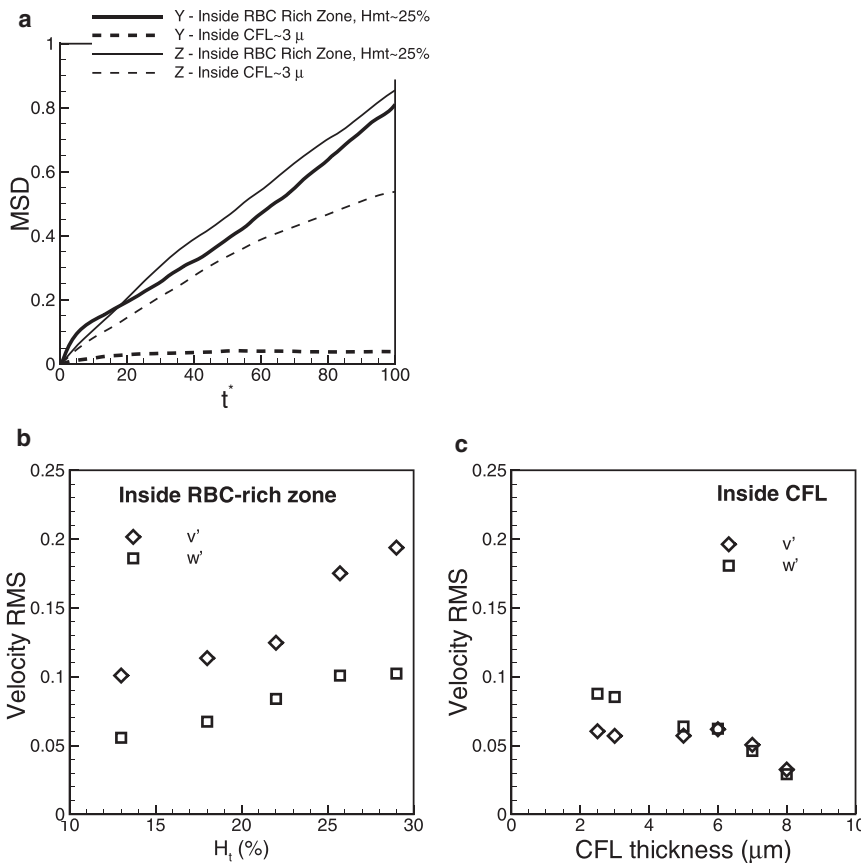 a
Y - Inside RBC Rich Zone, Hmt~25%
Y - Inside CFL~3 μ
Z - Inside RBC Rich Zone, Hmt~25%
Z - Inside CFL~3 μ
1
0.8
0.6
0.4
0.2
0
MSD
0 20 40 60 80 100
t*
b
Inside RBC-rich zone
v'
w'
0.25
0.2
0.15
0.1
0.05
0
Velocity RMS
10 15 20 25 30
Ht (%)
c
Inside CFL
v'
w'
0.25
0.2
0.15
0.1
0.05
0
Velocity RMS
0 2 4 6 8 10
CFL thickness (μm)